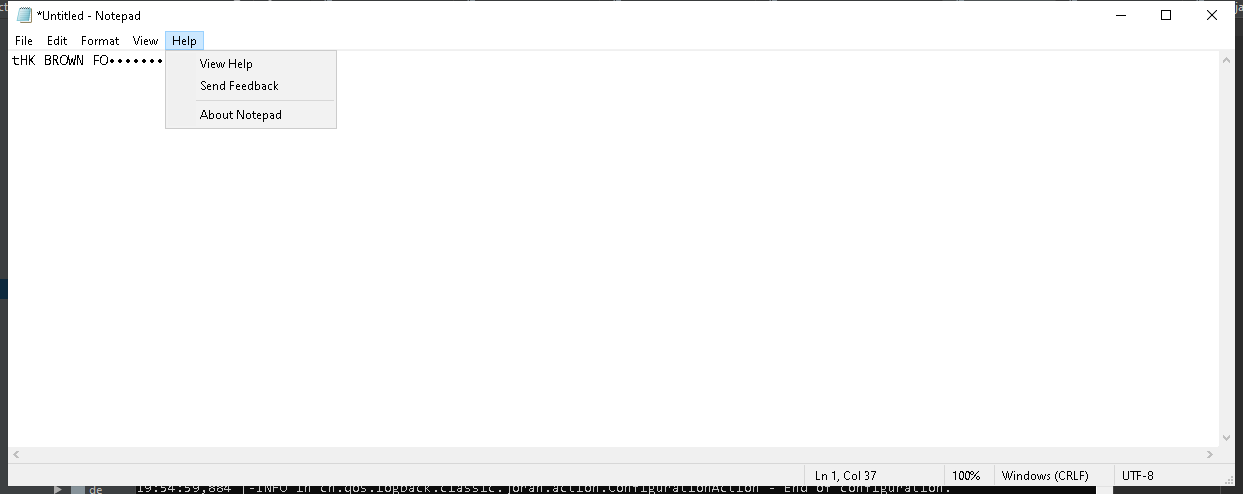 *Untitled - Notepad
File Edit Format View Help
tHK BROWN FO•••••••
View Help
Send Feedback
About Notepad
Ln 1, Col 37 100% Windows (CRLF) UTF-8
de 19:54:59,884 |-INFO in ch.qos.logback.classic.joran.action.ConfigurationAction - End of configuration.